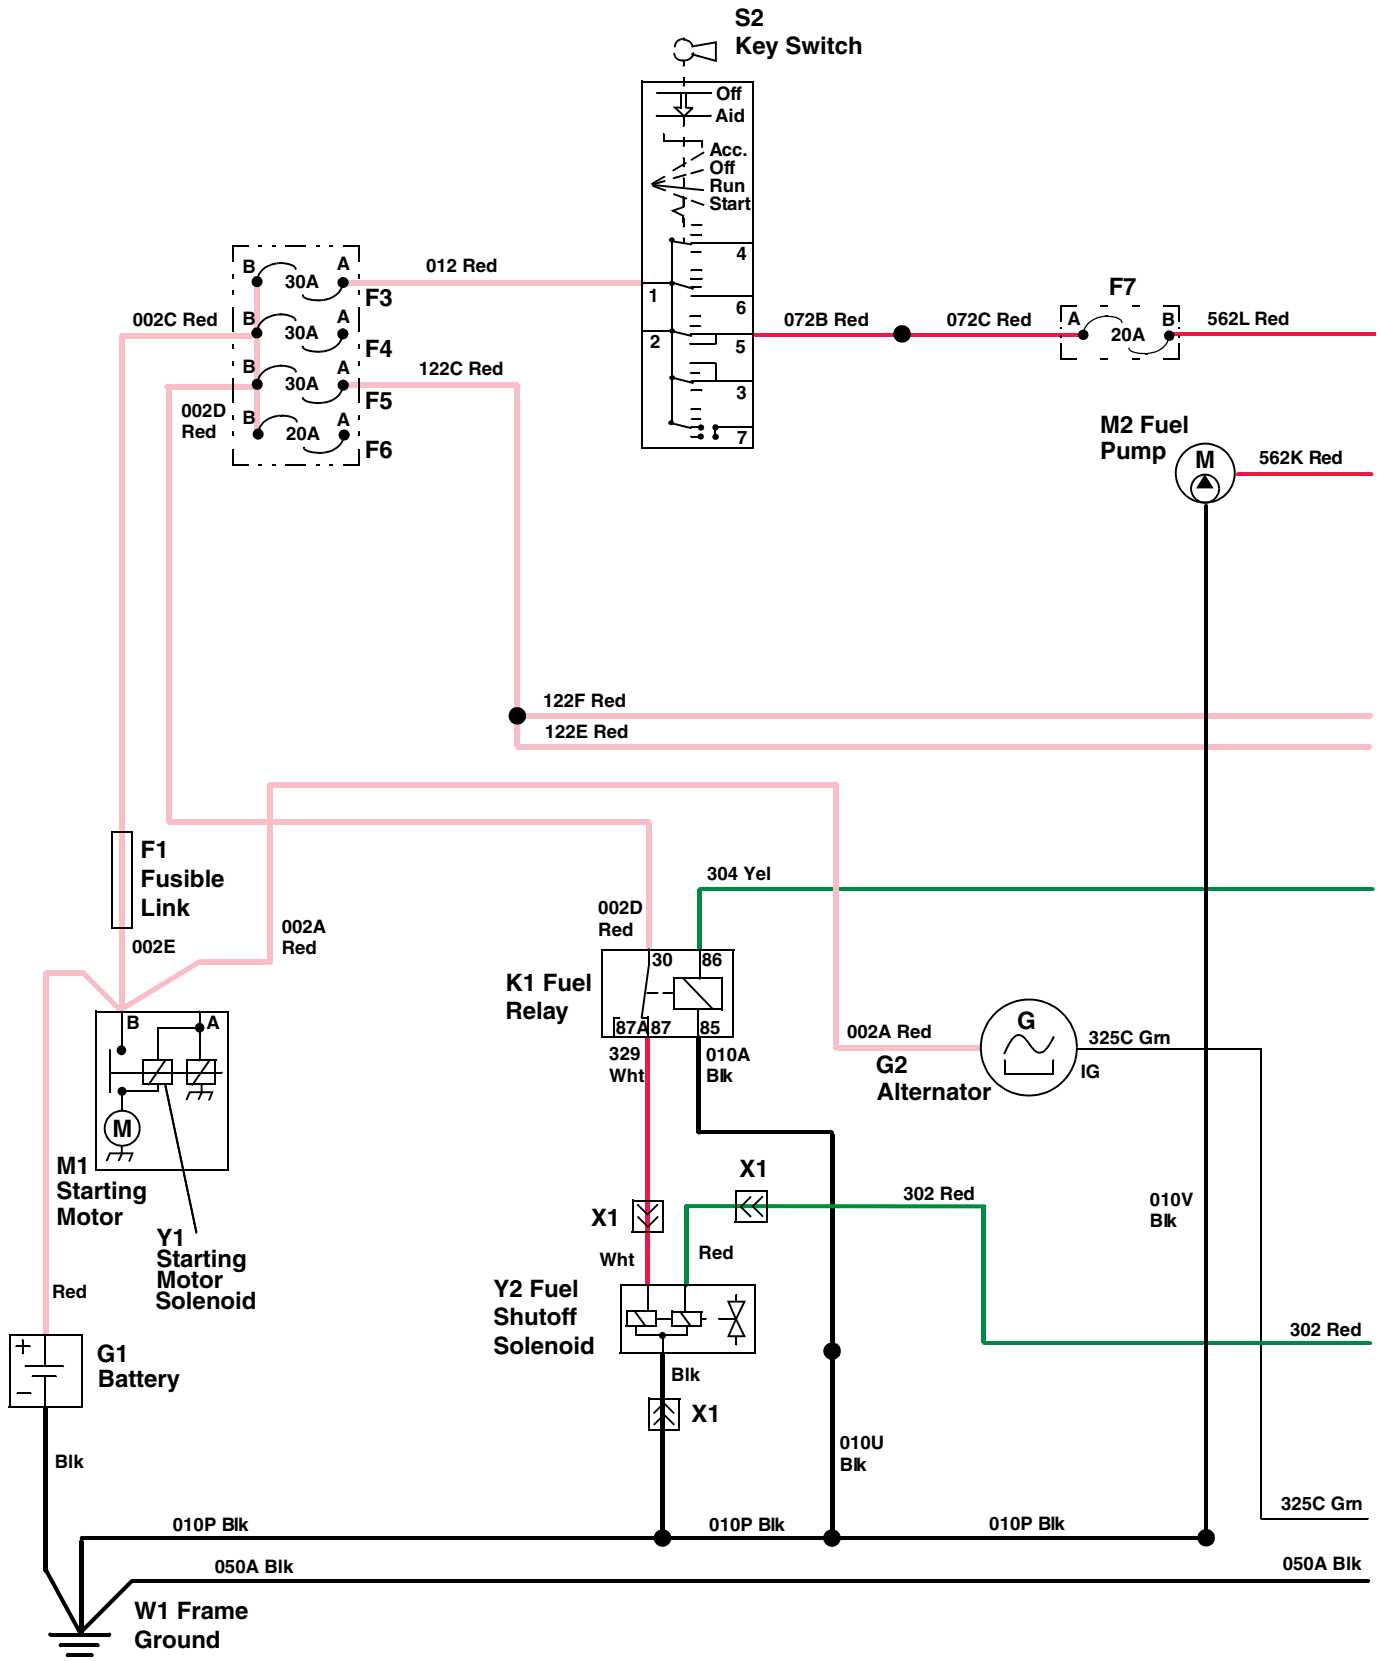 S2
Key Switch
Off
Aid
Acc.
Off
Run
Start
4
1
6
2
5
3
7
B
30A
A
F3
012 Red
002C Red
B
30A
A
F4
B
30A
A
F5
122C Red
002D
Red
B
20A
A
F6
072B Red
072C Red
F7
A
20A
B
562L Red
M2 Fuel
Pump
M
562K Red
122F Red
122E Red
F1
Fusible
Link
002E
002A
Red
304 Yel
002D
Red
K1 Fuel
Relay
30
86
87A
87
85
329
Wht
010A
Blk
002A Red
G2
Alternator
G
325C Grn
IG
B
A
M
M1
Starting
Motor
Y1
Starting
Motor
Solenoid
X1
X1
302 Red
010V
Blk
Wht
Red
Y2 Fuel
Shutoff
Solenoid
Red
+
−
G1
Battery
302 Red
Blk
X1
Blk
010U
Blk
325C Grn
010P Blk
010P Blk
010P Blk
050A Blk
050A Blk
W1 Frame
Ground